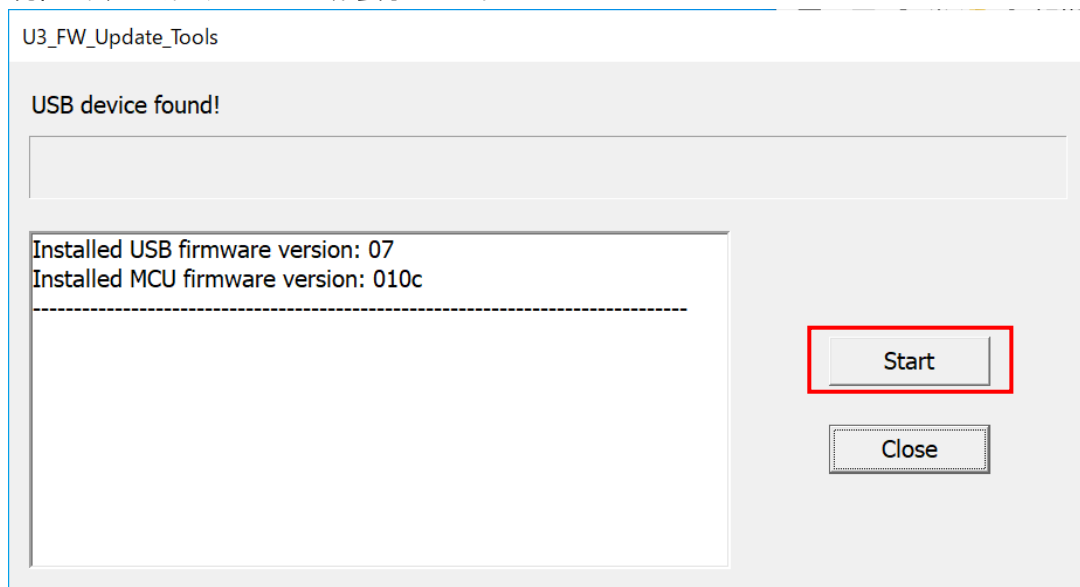 U3_FW_Update_Tools
USB device found!
Installed USB firmware version: 07
Installed MCU firmware version: 010c
--------------------------------------------------------------------------------
Start
Close